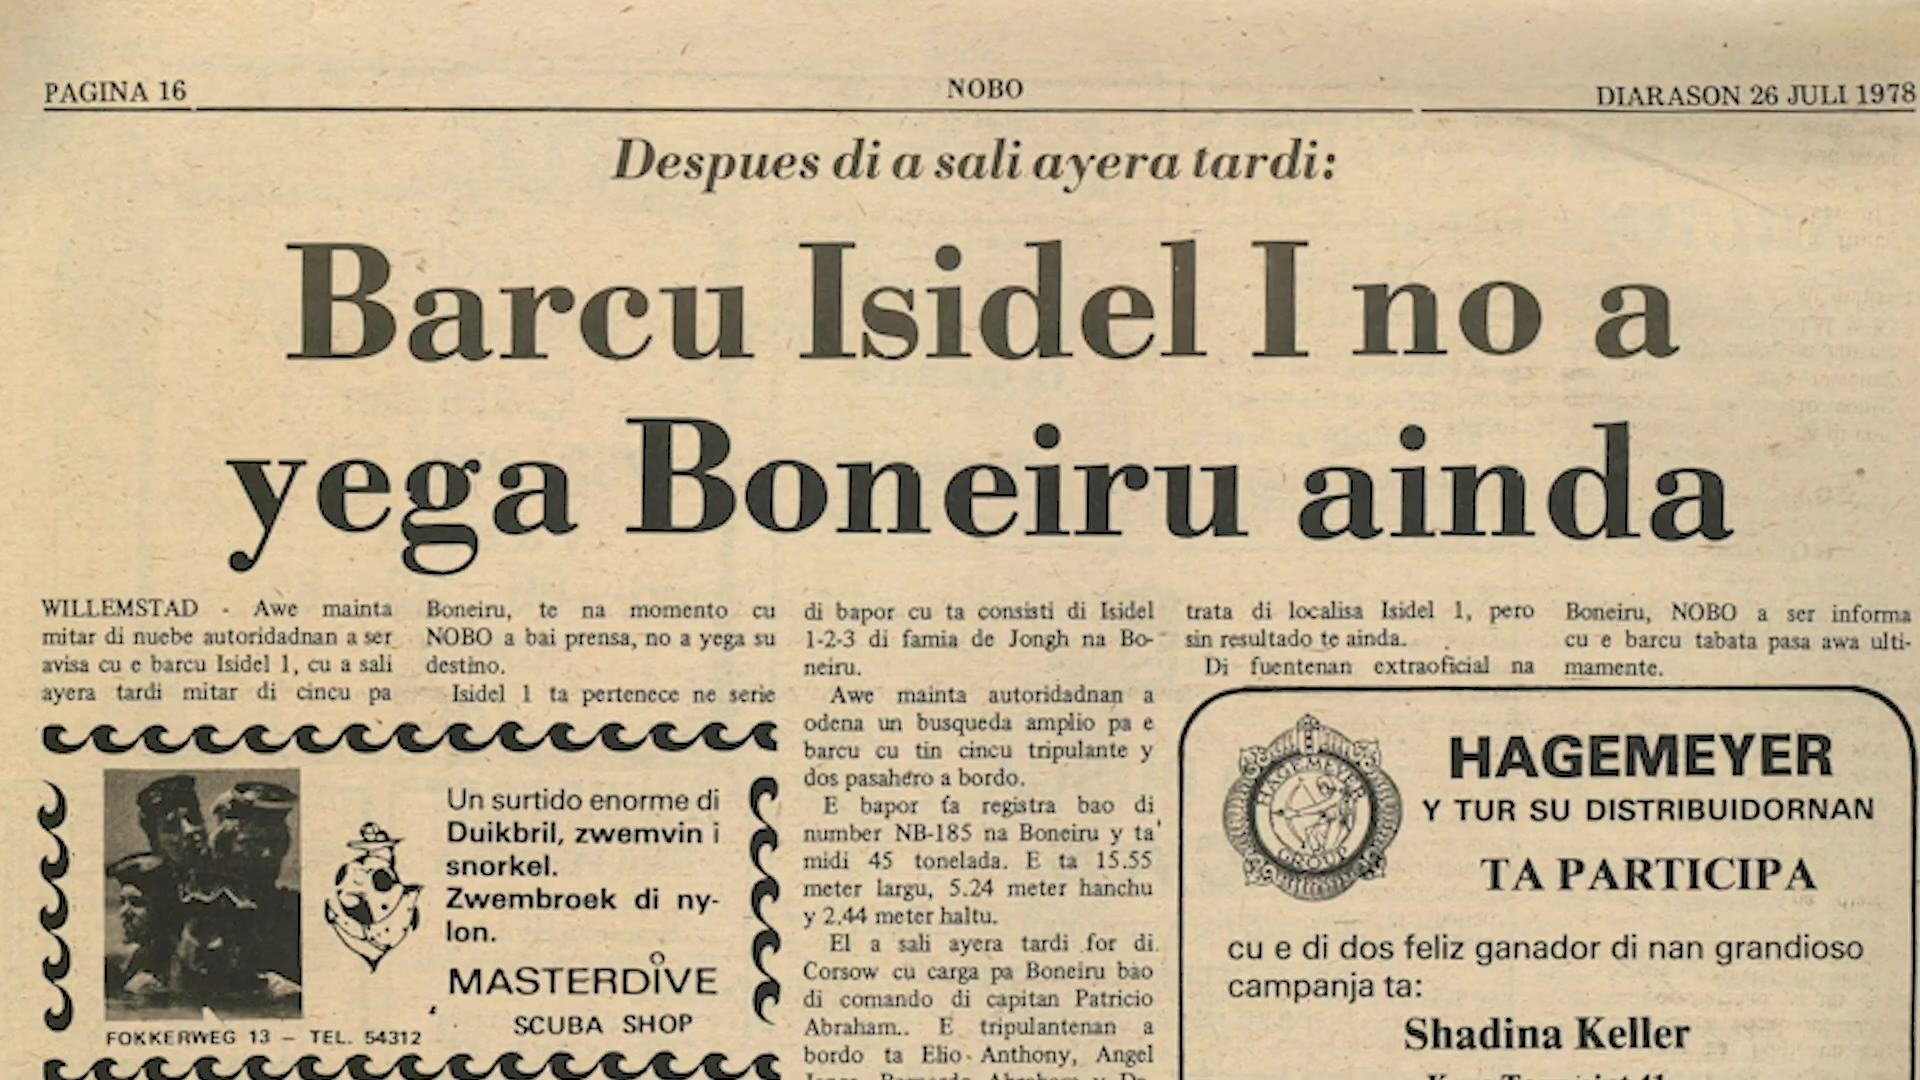 PAGINA 16
NOBO
DIARASON 26 JULI 1978
Despues di a sali ayera tardi:
Barcu Isidel I no a
yega Boneiru ainda
WILLEMSTAD - Awe mainta
mitar di nuebe autoridadnan a ser
avisa cu e barcu Isidel 1, cu a sali
ayera tardi mitar di cincu pa
Boneiru, te na momento cu
NOBO a bai prensa, no a yega su
destino.
Isidel 1 ta pertenece ne serie
di bapor cu ta consisti di Isidel
1-2-3 di famia de Jongh na Bo-
neiru.
Awe mainta autoridadnan a
odena un busqueda amplio pa e
barcu cu tin cincu tripulante y
dos pasahero a bordo.
E bapor ta registra bao di
number NB-185 na Boneiru y ta
midi 45 tonelada. E ta 15.55
meter largu, 5.24 meter hanchu
y 2.44 meter haltu.
El a sali ayera tardi for di
Corsow cu carga pa Boneiru bao
di comando di capitan Patricio
Abraham.. E tripulantenan a
bordo ta Elio Anthony, Angel
trata di localisa Isidel 1, pero
sin resultado te ainda.
Di fuentenan extraoficial na
Boneiru, NOBO a ser informa
cu e barcu tabata pasa awa ulti-
mamente.
Un surtido enorme di
Duikbril, zwemvin i
snorkel.
Zwembroek di ny-
lon.
MASTERDIVE
SCUBA SHOP
FOKKERWEG 13 — TEL. 54312
HAGEMEYER
GROUP
HAGEMEYER
Y TUR SU DISTRIBUIDORNAN
TA PARTICIPA
cu e di dos feliz ganador di nan grandioso
campanja ta:
Shadina Keller